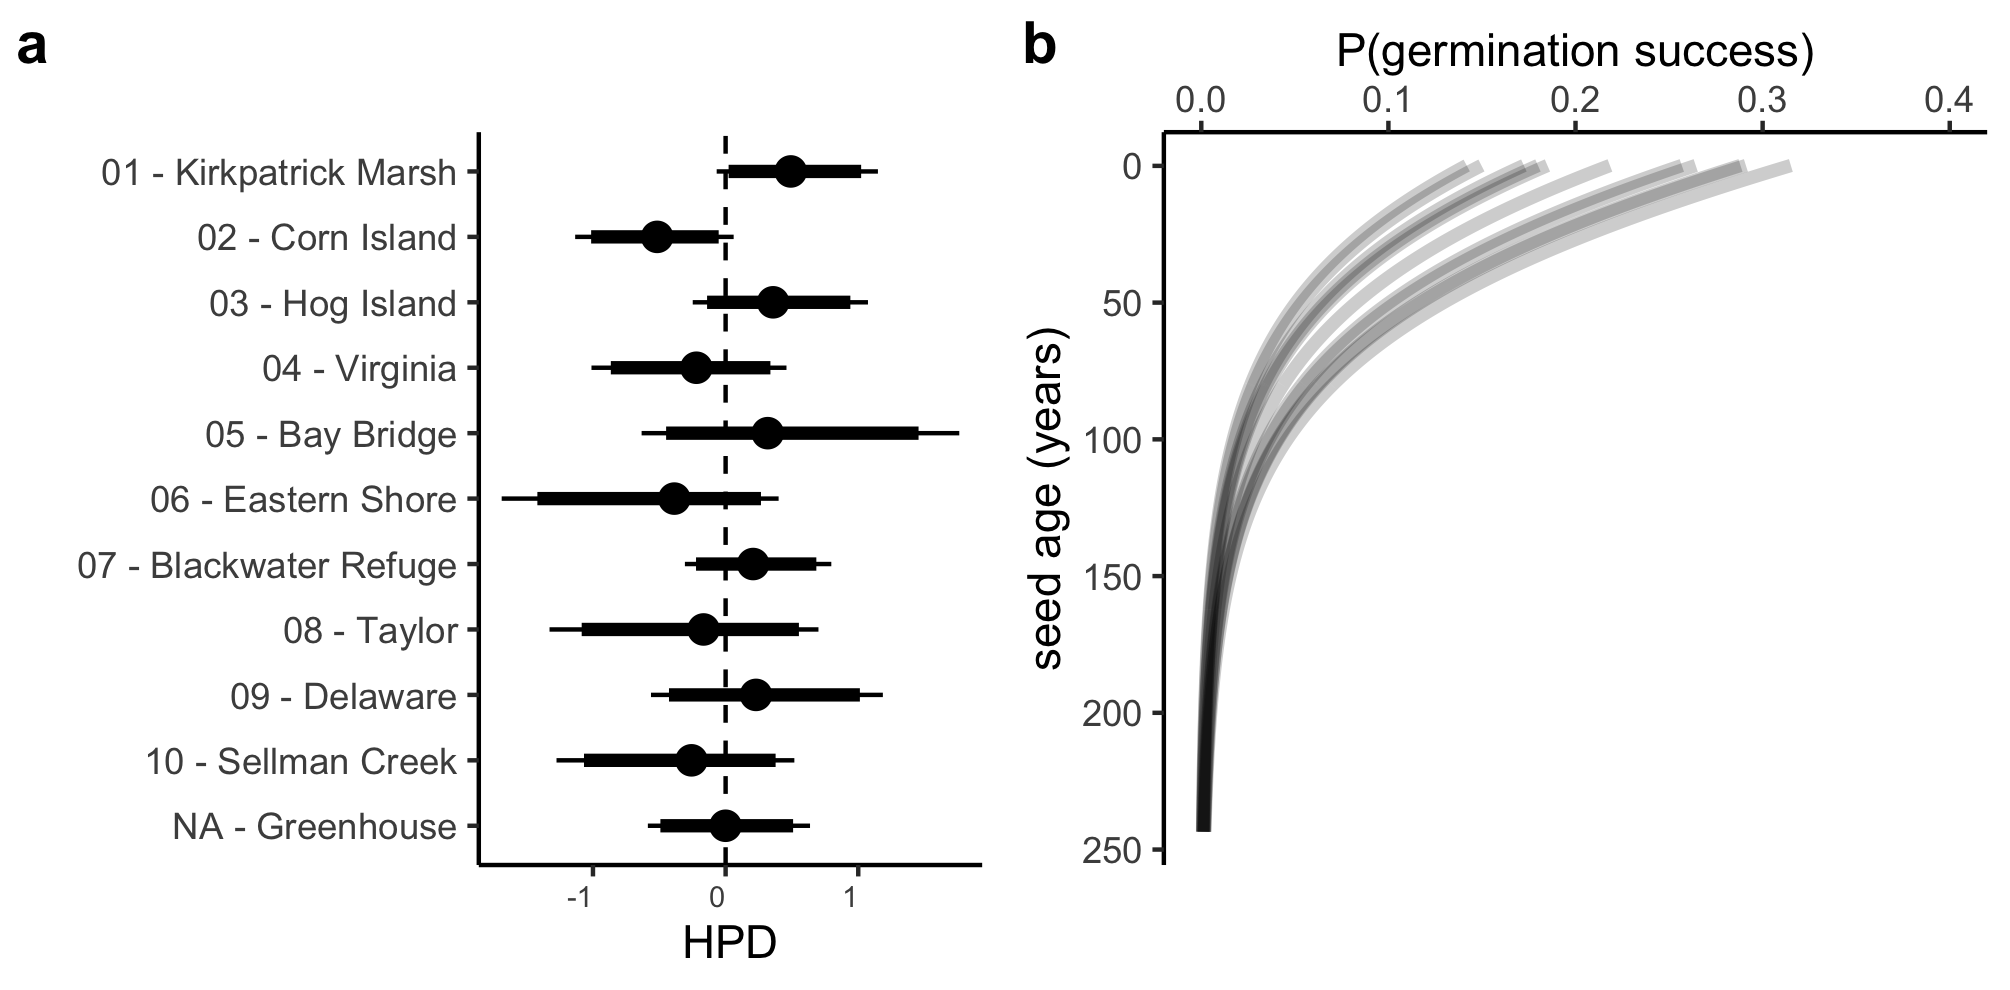 a
01 - Kirkpatrick Marsh
02 - Corn Island
03 - Hog Island
04 - Virginia
05 - Bay Bridge
06 - Eastern Shore
07 - Blackwater Refuge
08 - Taylor
09 - Delaware
10 - Sellman Creek
NA - Greenhouse
-1 0 1
HPD
b
P(germination success)
0.0 0.1 0.2 0.3 0.4
seed age (years)
0
50
100
150
200
250